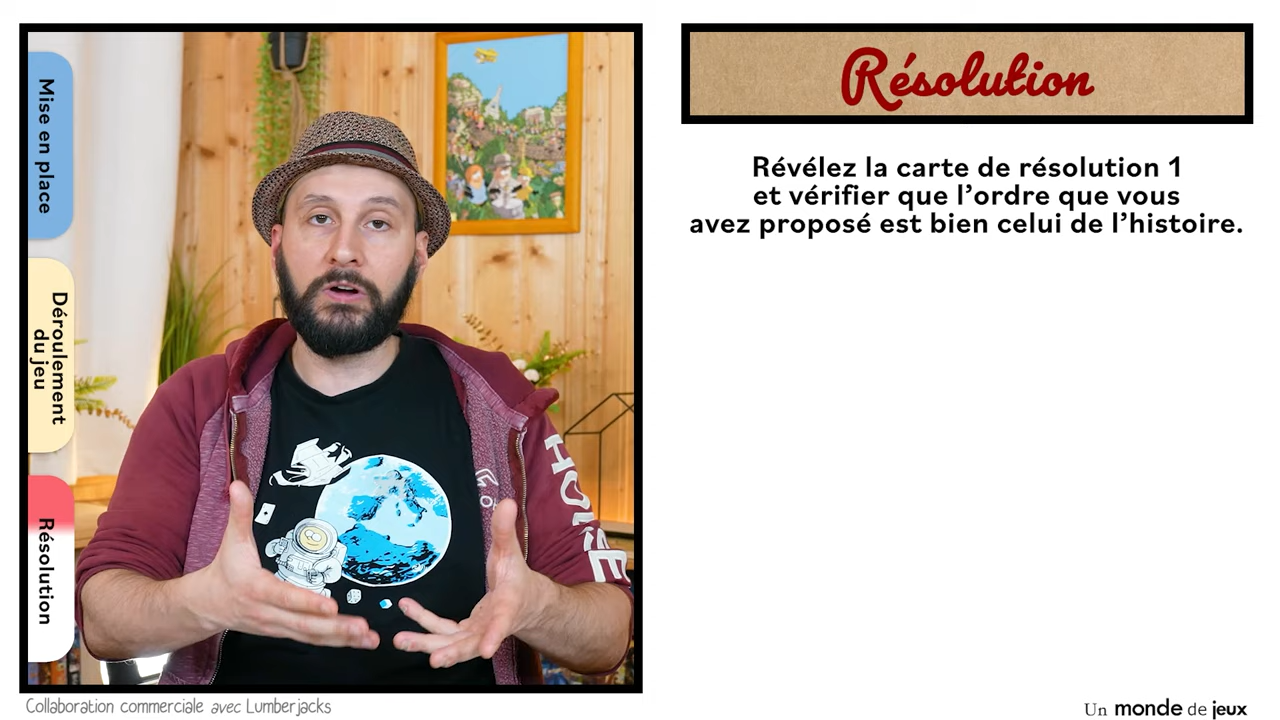 Mise en place
Déroulement
du jeu
Résolution
HOUSE
Résolution
Révélez la carte de résolution 1
et vérifier que l'ordre que vous
avez proposé est bien celui de l'histoire.
Collaboration commerciale avec Lumberjacks
Un monde de jeux